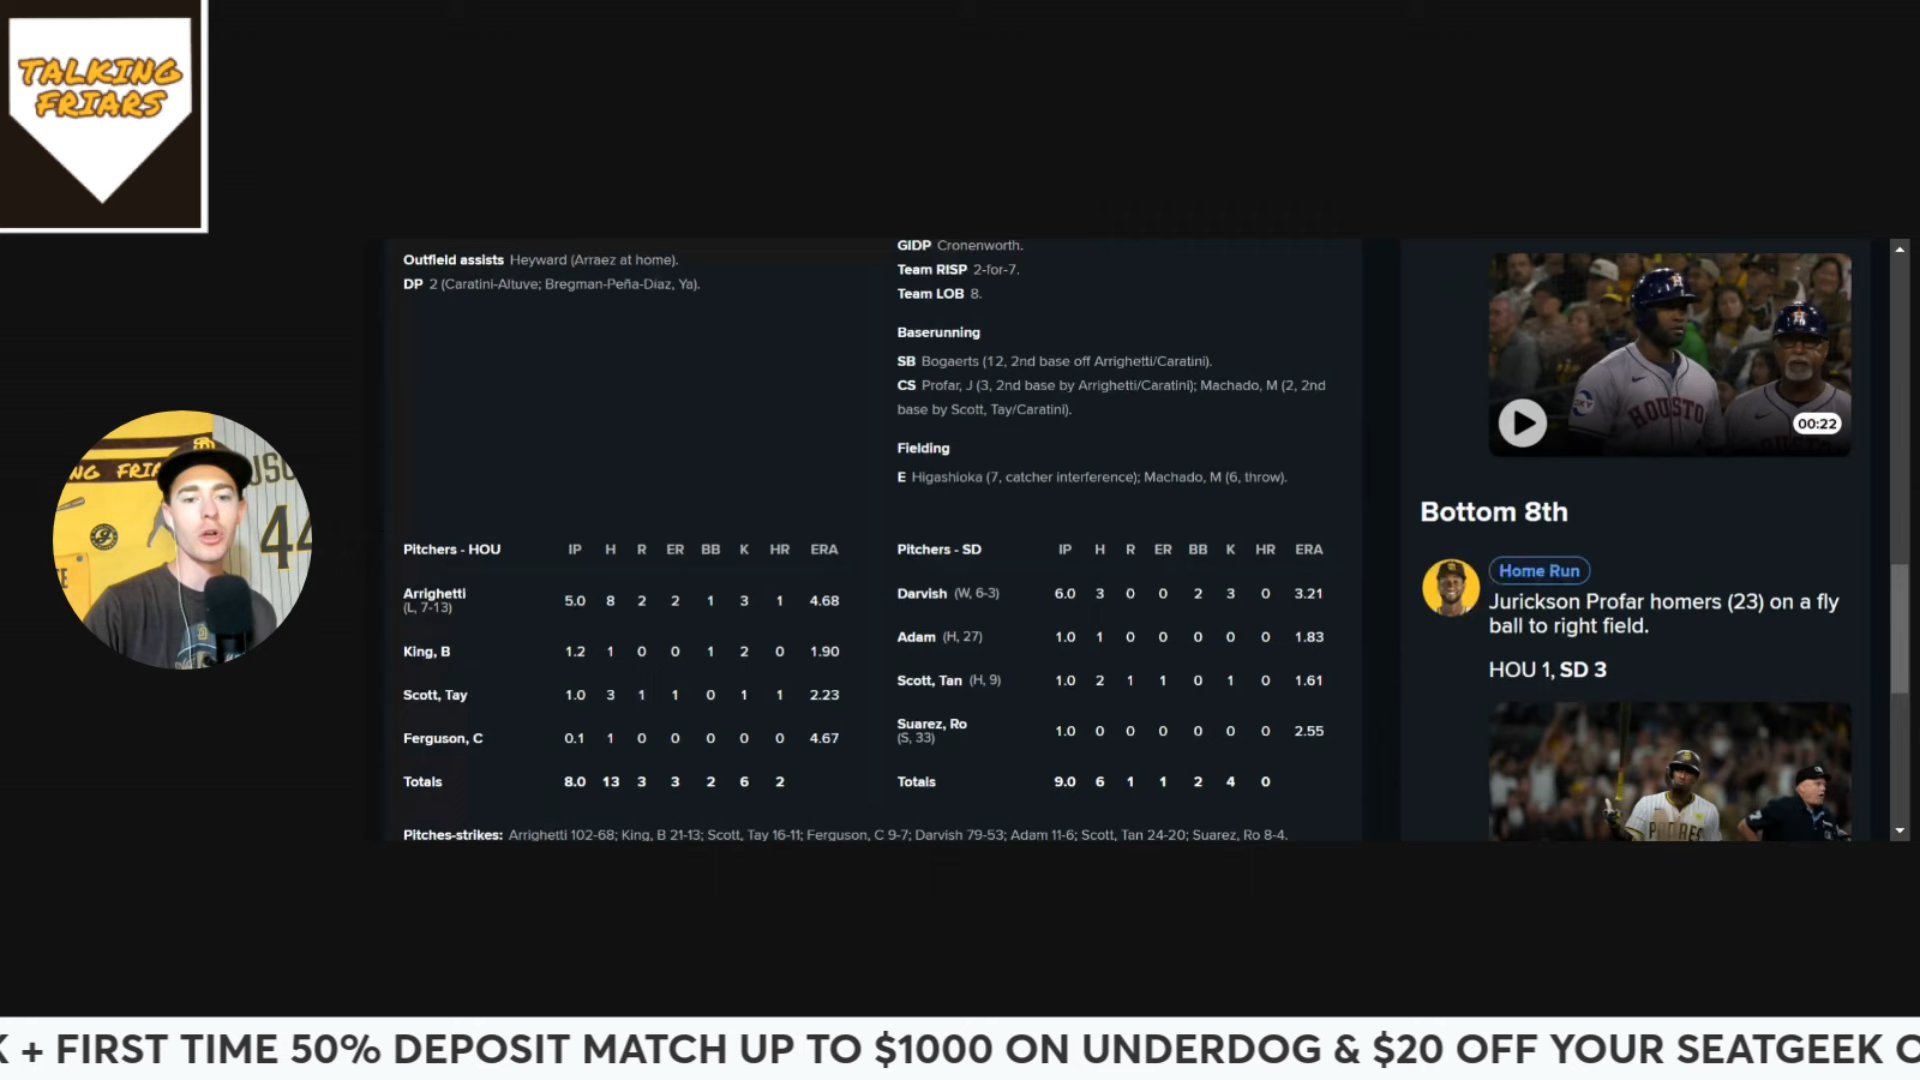 TALKING
FRIARS
Outfield assists Heyward (Arraez at home).
DP 2 (Caratini-Altuve; Bregman-Peña-Diaz, Ya).
GIDP Cronenworth.
Team RISP 2-for-7.
Team LOB 8.
Baserunning
SB Bogaerts (12, 2nd base off Arrighetti/Caratini).
CS Profar, J (3, 2nd base by Arrighetti/Caratini); Machado, M (2, 2nd
base by Scott, Tay/Caratini).
Fielding
E Higashioka (7, catcher interference); Machado, M (6, throw).
Pitchers - HOU IP H R ER BB K HR ERA
Arrighetti
(L, 7-13) 5.0 8 2 2 1 3 1 4.68
King, B 1.2 1 0 0 1 2 0 1.90
Scott, Tay 1.0 3 1 1 0 1 1 2.23
Ferguson, C 0.1 1 0 0 0 0 0 4.67
Totals 8.0 13 3 3 2 6 2
Pitchers - SD IP H R ER BB K HR ERA
Darvish (W, 6-3) 6.0 3 0 0 2 3 0 3.21
Adam (H, 27) 1.0 1 0 0 0 0 0 1.83
Scott, Tan (H, 9) 1.0 2 1 1 0 1 0 1.61
Suarez, Ro
(S, 33) 1.0 0 0 0 0 0 0 2.55
Totals 9.0 6 1 1 2 4 0
Pitches-strikes: Arrighetti 102-68; King, B 21-13; Scott, Tay 16-11; Ferguson, C 9-7; Darvish 79-53; Adam 11-6; Scott, Tan 24-20; Suarez, Ro 8-4.
HOUSTO
00:22
Bottom 8th
Home Run
Jurickson Profar homers (23) on a fly
ball to right field.
HOU 1, SD 3
PADRES
NG FRIA
44
K + FIRST TIME 50% DEPOSIT MATCH UP TO $1000 ON UNDERDOG & $20 OFF YOUR SEATGEEK O